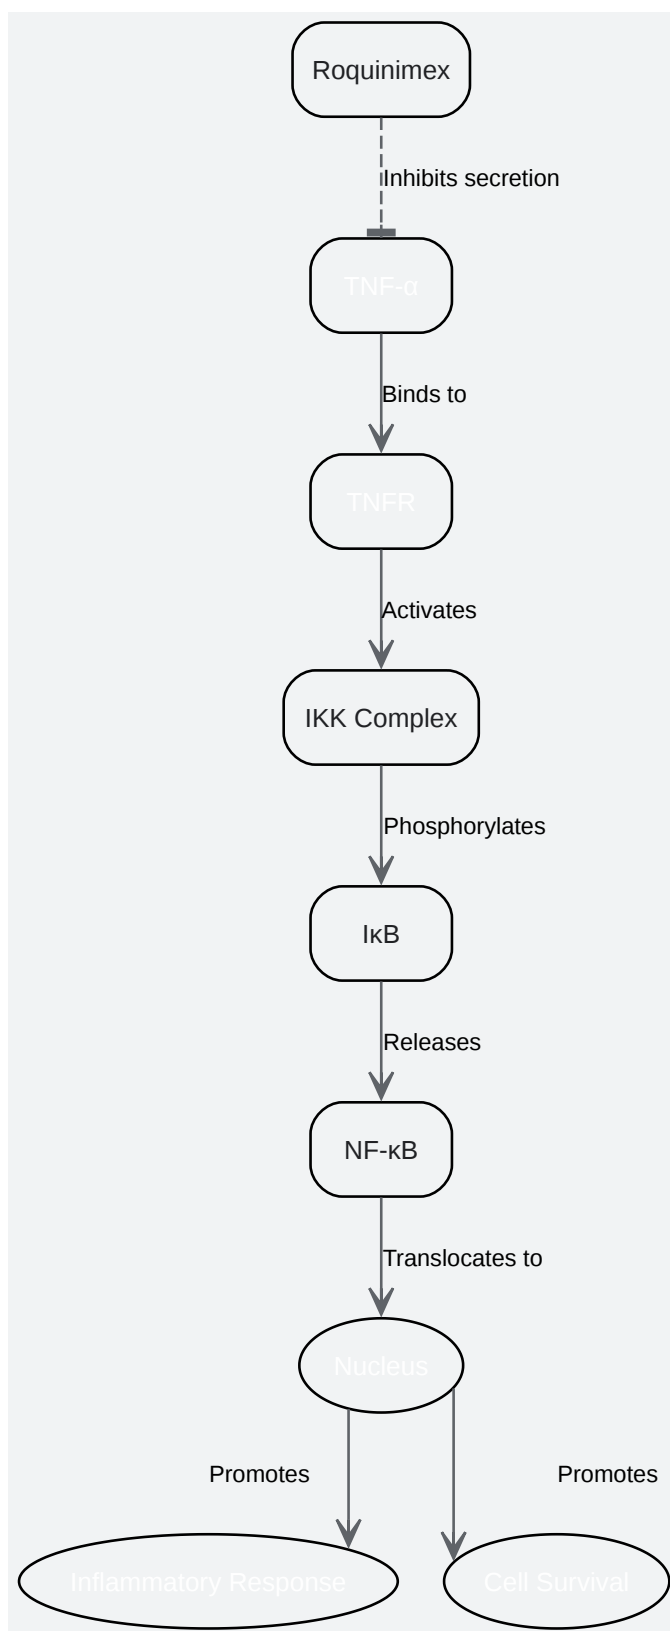 Roquinimex
Inhibits secretion
TNF-α
Binds to
TNFR
Activates
IKK Complex
Phosphorylates
IκB
Releases
NF-κB
Translocates to
Nucleus
Promotes
Promotes
Inflammatory Response
Cell Survival